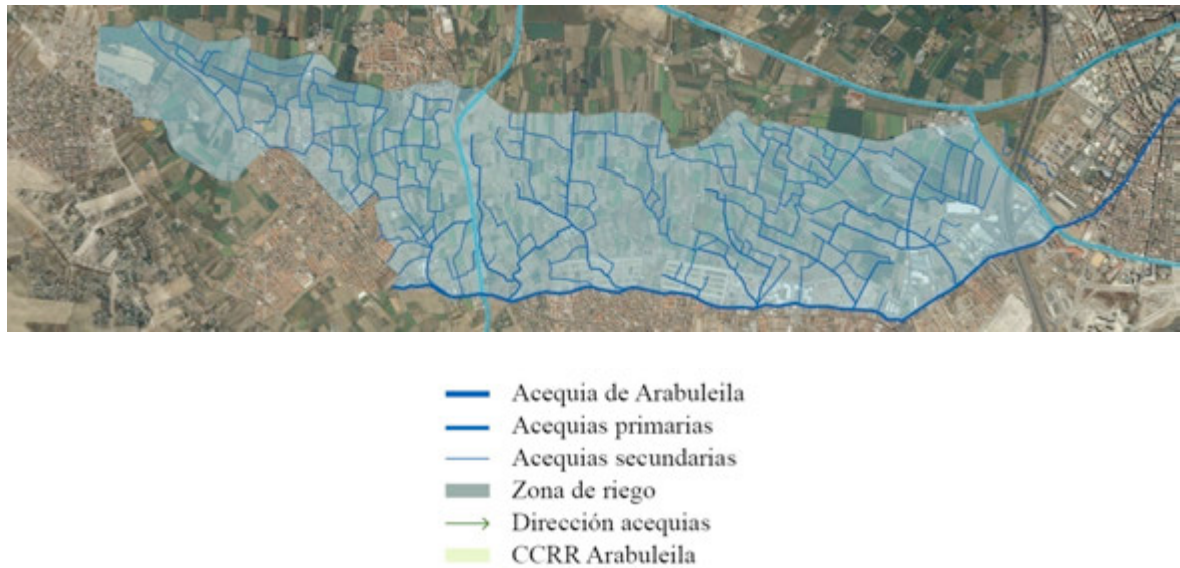 Acequia de Arabuleila
Acequias primarias
Acequias secundarias
Zona de riego
Dirección acequias
CCRR Arabuleila